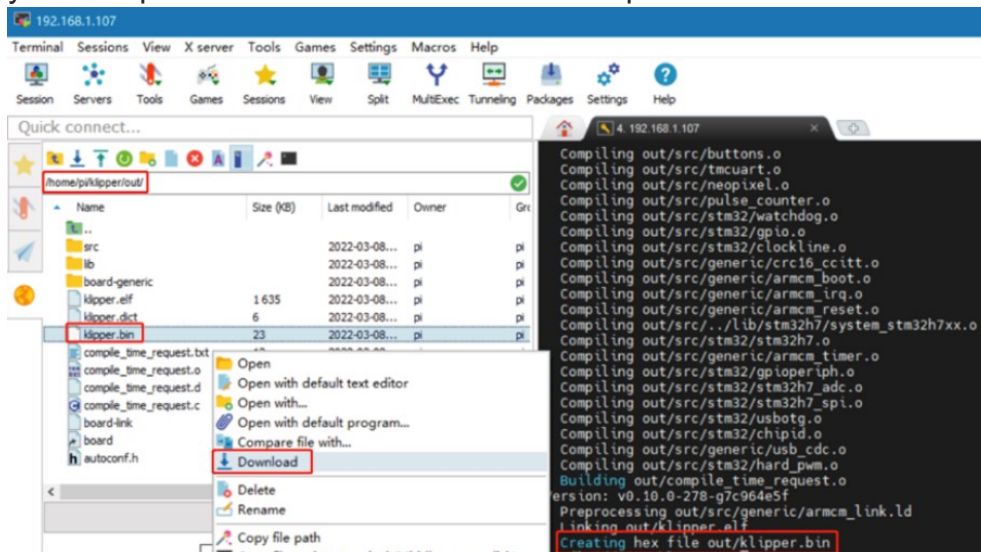 192.168.1.107
Terminal Sessions View X server Tools Games Settings Macros Help
Session Servers Tools Games Sessions View Split MultiExec Tunneling Packages Settings Help
Quick connect...
4. 192.168.1.107
/home/pi/klipper/out/
Name Size (KB) Last modified Owner Gr
..
src 2022-03-08... pi pi
lib 2022-03-08... pi pi
board-generic 2022-03-08... pi pi
klipper.elf 1 635 2022-03-08... pi pi
klipper.dict 6 2022-03-08... pi pi
klipper.bin 23 2022-03-08... pi pi
compile_time_request.txt
compile_time_request.o
compile_time_request.d
compile_time_request.c
board-link
board
autoconf.h
Open
Open with default text editor
Open with...
Open with default program...
Compare file with...
Download
Delete
Rename
Copy file path
Compiling out/src/buttons.o
Compiling out/src/tmcuart.o
Compiling out/src/neopixel.o
Compiling out/src/pulse_counter.o
Compiling out/src/stm32/watchdog.o
Compiling out/src/stm32/gpio.o
Compiling out/src/stm32/clockline.o
Compiling out/src/generic/crc16_ccitt.o
Compiling out/src/generic/armcm_boot.o
Compiling out/src/generic/armcm_irq.o
Compiling out/src/generic/armcm_reset.o
Compiling out/src/../lib/stm32h7/system_stm32h7xx.o
Compiling out/src/stm32/stm32h7.o
Compiling out/src/generic/armcm_timer.o
Compiling out/src/stm32/gpioperiph.o
Compiling out/src/stm32/stm32h7_adc.o
Compiling out/src/stm32/stm32h7_spi.o
Compiling out/src/stm32/usbotg.o
Compiling out/src/stm32/chipid.o
Compiling out/src/generic/usb_cdc.o
Compiling out/src/stm32/hard_pwm.o
Building out/compile_time_request.o
ersion: v0.10.0-278-g7c964e5f
Preprocessing out/src/generic/armcm_link.ld
Linking out/klipper.elf
Creating hex file out/klipper.bin